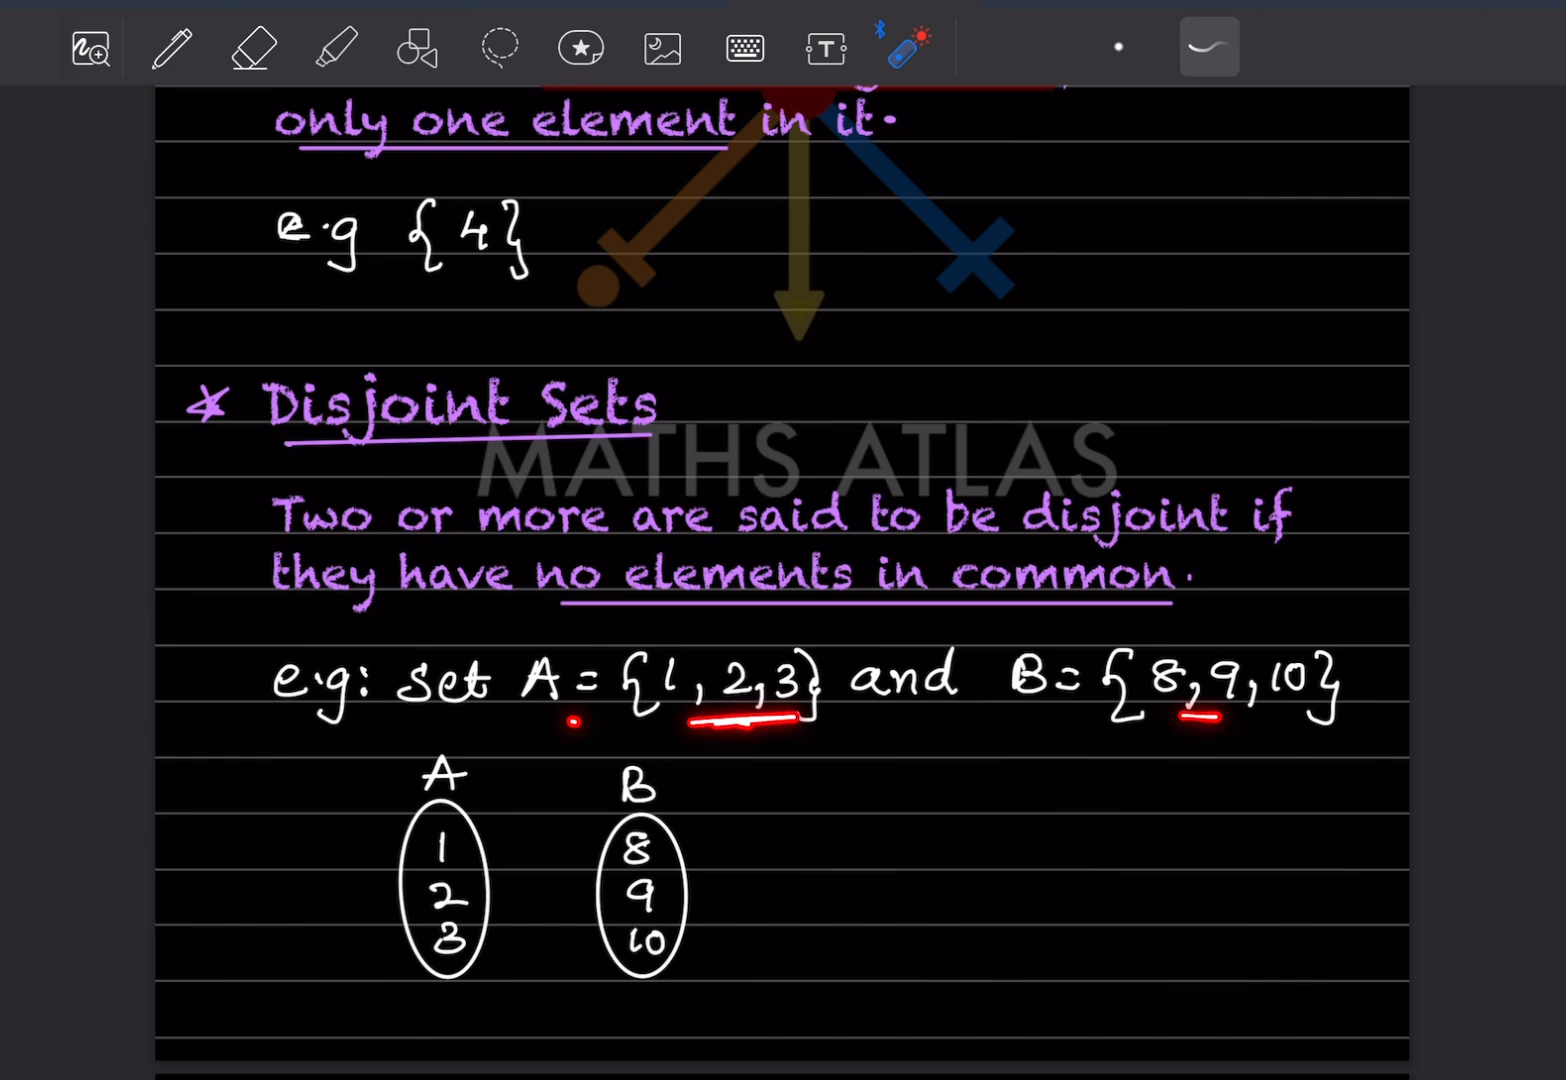 only one element in it.
e.g {4}
* Disjoint Sets
MATHS ATLAS
Two or more are said to be disjoint if
they have no elements in common.
e.g: set A = {1, 2, 3} and B = {8, 9, 10}
A B
1 8
2 9
3 10